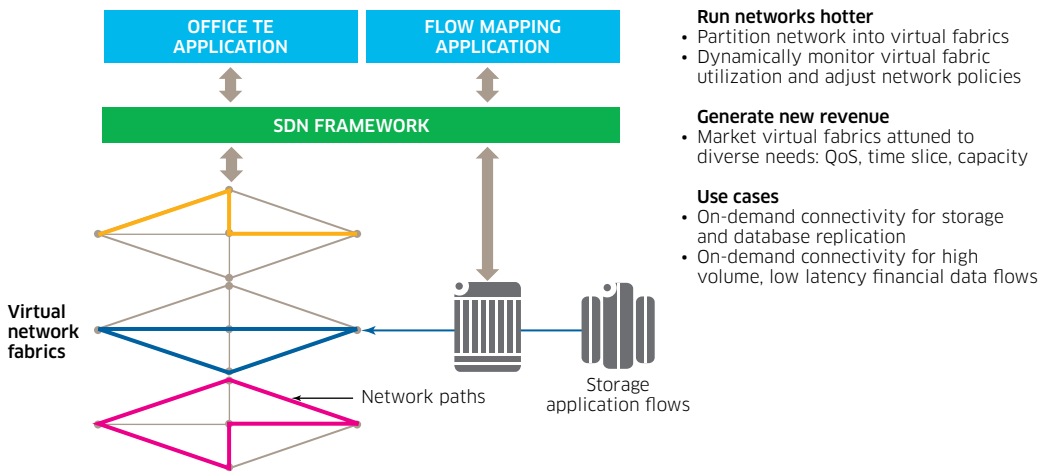 OFFICE TE
APPLICATION
FLOW MAPPING
APPLICATION
SDN FRAMEWORK
Virtual
network
fabrics
Network paths
Storage
application flows
Run networks hotter
• Partition network into virtual fabrics
• Dynamically monitor virtual fabric
utilization and adjust network policies
Generate new revenue
• Market virtual fabrics attuned to
diverse needs: QoS, time slice, capacity
Use cases
• On-demand connectivity for storage
and database replication
• On-demand connectivity for high
volume, low latency financial data flows